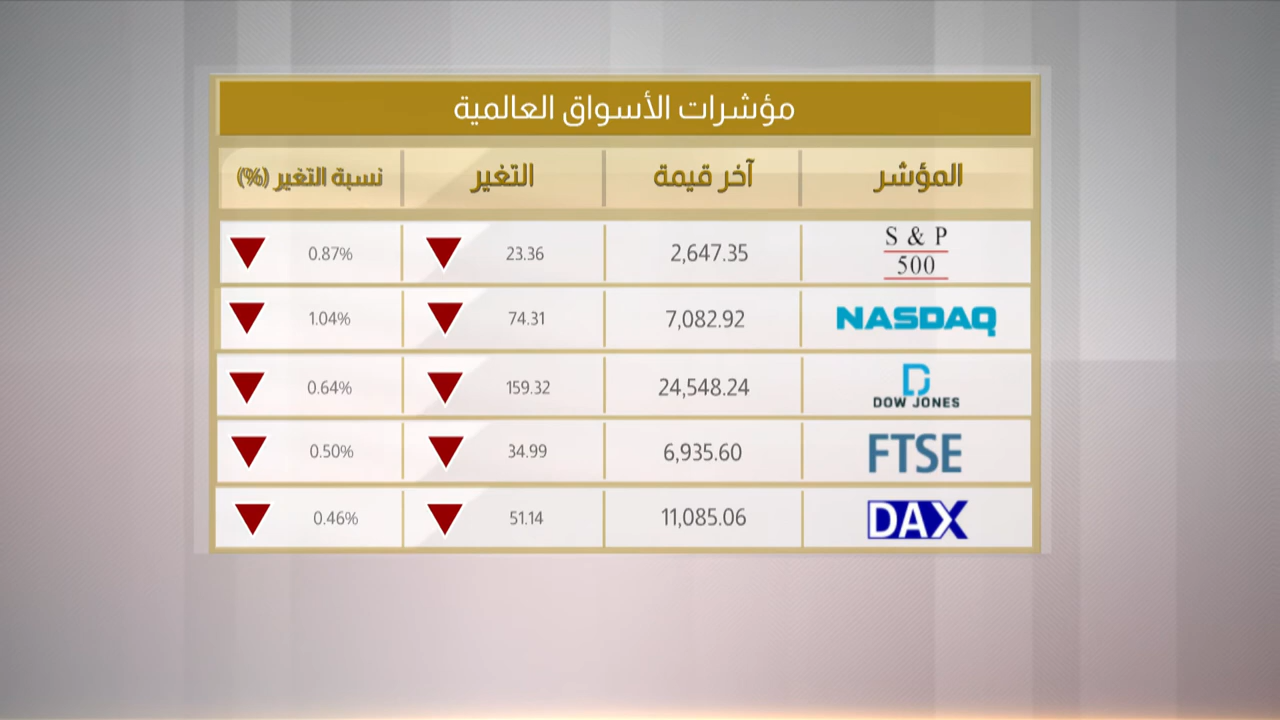 مؤشرات الأسواق العالمية
المؤشر آخر قيمة التغير نسبة التغير (%)
S & P
500 2,647.35 23.36 0.87%
NASDAQ 7,082.92 74.31 1.04%
DOW JONES 24,548.24 159.32 0.64%
FTSE 6,935.60 34.99 0.50%
DAX 11,085.06 51.14 0.46%